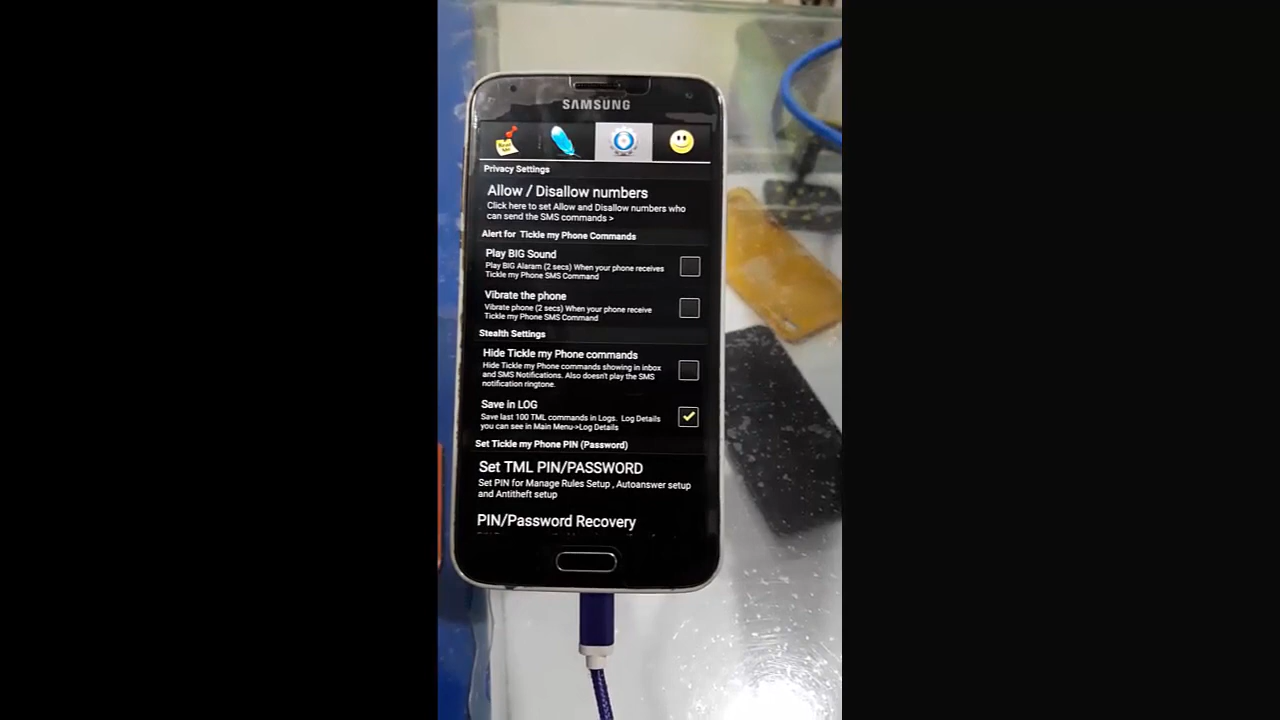 SAMSUNG
Privacy Settings
Allow / Disallow numbers
Click here to set Allow and Disallow numbers who
can send the SMS commands >
Alert for Tickle my Phone Commands
Play BIG Sound
Play BIG Alaram (2 secs) When your phone receives
Tickle my Phone SMS Command
Vibrate the phone
Vibrate phone (2 secs) When your phone receive
Tickle my Phone SMS Command
Stealth Settings
Hide Tickle my Phone commands
Hide Tickle my Phone commands showing in inbox
and SMS Notifications. Also doesn't play the SMS
notification ringtone.
Save in LOG
Save last 100 TML commands in Logs. Log Details
you can see in Main Menu->Log Details
Set Tickle my Phone PIN (Password)
Set TML PIN/PASSWORD
Set PIN for Manage Rules Setup , Autoanswer setup
and Antitheft setup
PIN/Password Recovery